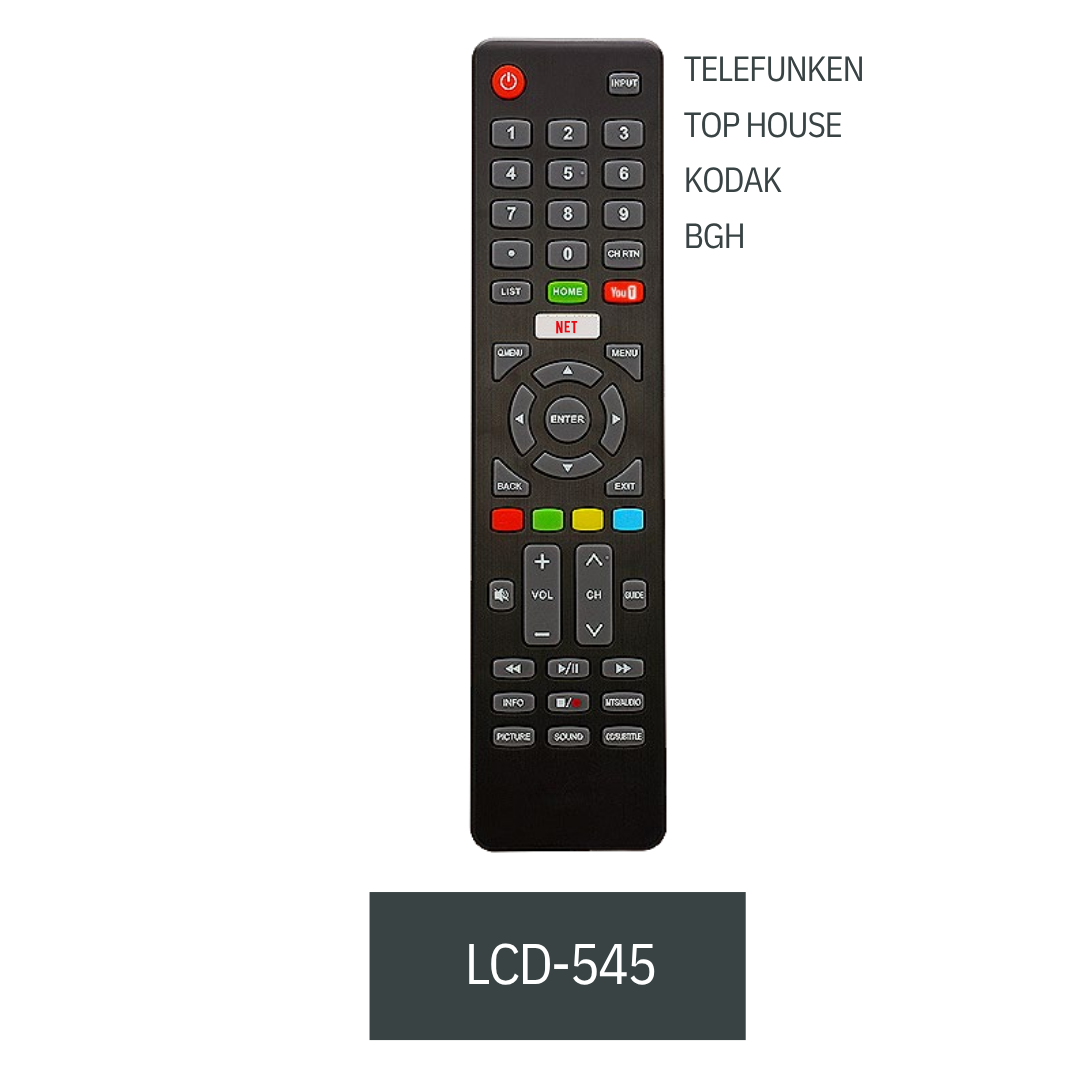 INPUT
TELEFUNKEN
1 2 3
TOP HOUSE
4 5 6
KODAK
7 8 9
BGH
0 CH RTN
LIST HOME You T
NET
Q.MENU MENU
ENTER
BACK EXIT
+
VOL CH GUIDE
−
INFO MTS/AUDIO
PICTURE SOUND CC/SUBTITLE
LCD-545